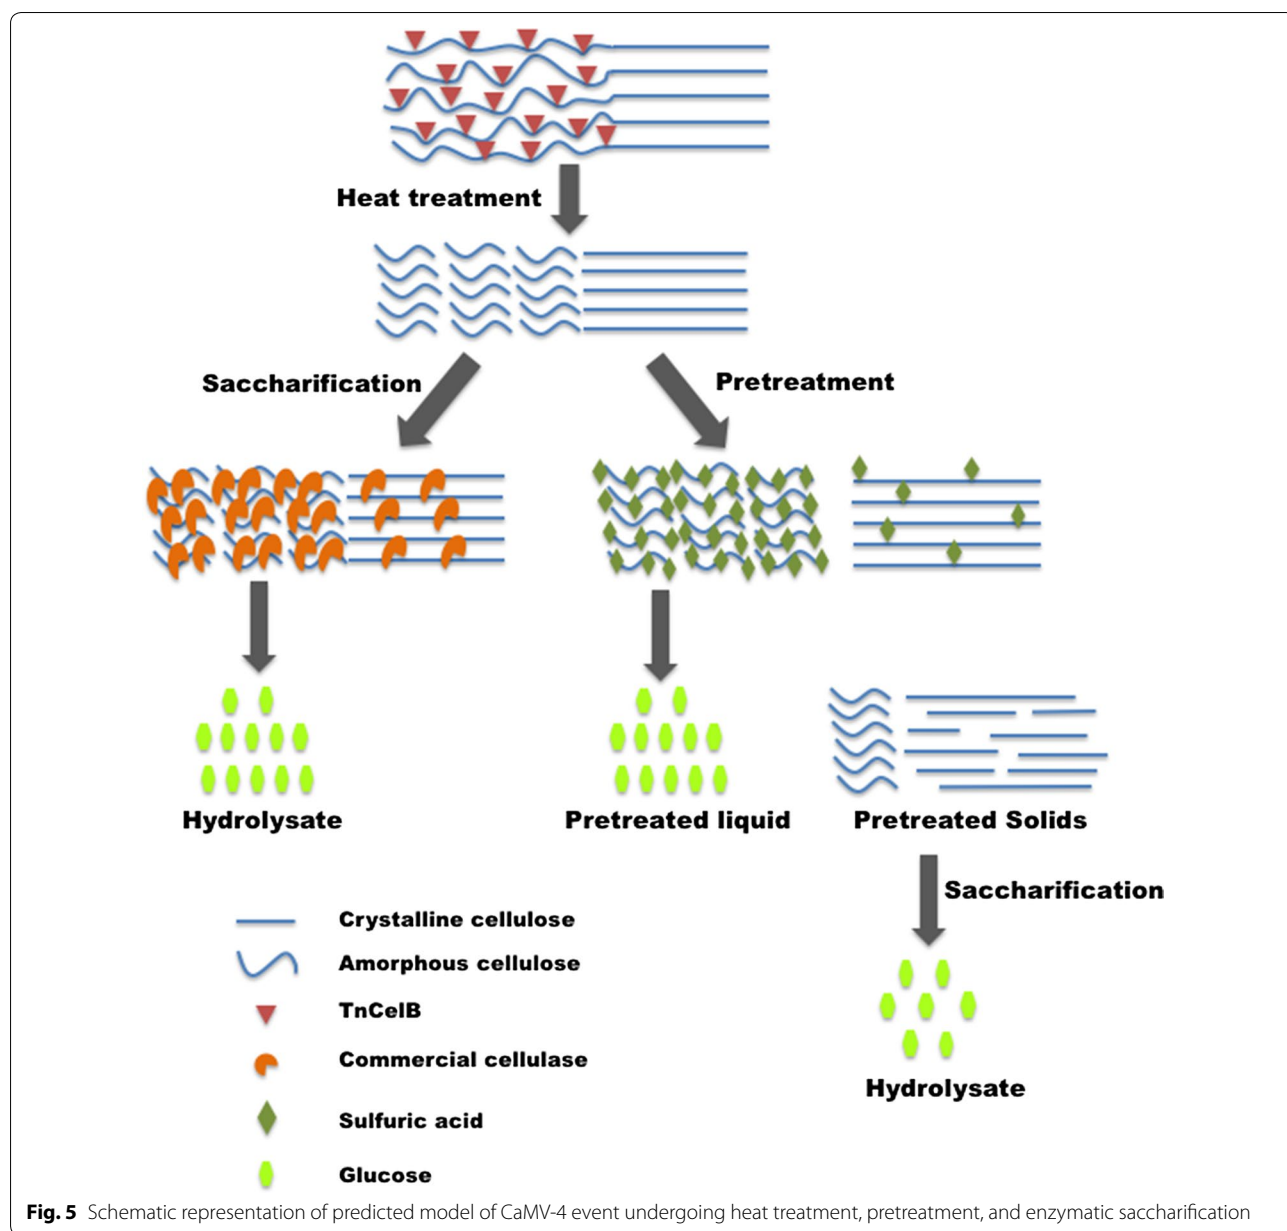 Heat treatment
Saccharification
Pretreatment
Hydrolysate
Pretreated liquid
Pretreated Solids
Saccharification
Hydrolysate
Crystalline cellulose
Amorphous cellulose
TnCelB
Commercial cellulase
Sulfuric acid
Glucose
Fig. 5 Schematic representation of predicted model of CaMV-4 event undergoing heat treatment, pretreatment, and enzymatic saccharification